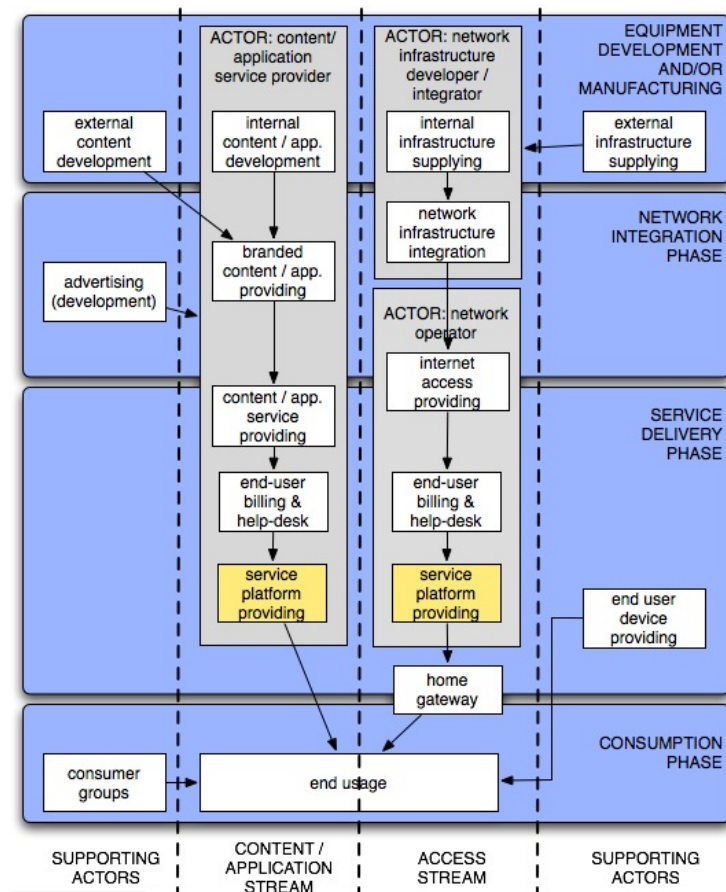 ACTOR: content/
application
service provider
ACTOR: network
infrastructure
developer /
integrator
EQUIPMENT
DEVELOPMENT
AND/OR
MANUFACTURING
external
content
development
internal
content / app.
development
internal
infrastructure
supplying
external
infrastructure
supplying
network
infrastructure
integration
NETWORK
INTEGRATION
PHASE
branded
content / app.
providing
advertising
(development)
ACTOR: network
operator
internet
access
providing
content / app.
service
providing
SERVICE
DELIVERY
PHASE
end-user
billing &
help-desk
end-user
billing &
help-desk
service
platform
providing
service
platform
providing
end user
device
providing
home
gateway
CONSUMPTION
PHASE
consumer
groups
end usage
SUPPORTING
ACTORS
CONTENT /
APPLICATION
STREAM
ACCESS
STREAM
SUPPORTING
ACTORS